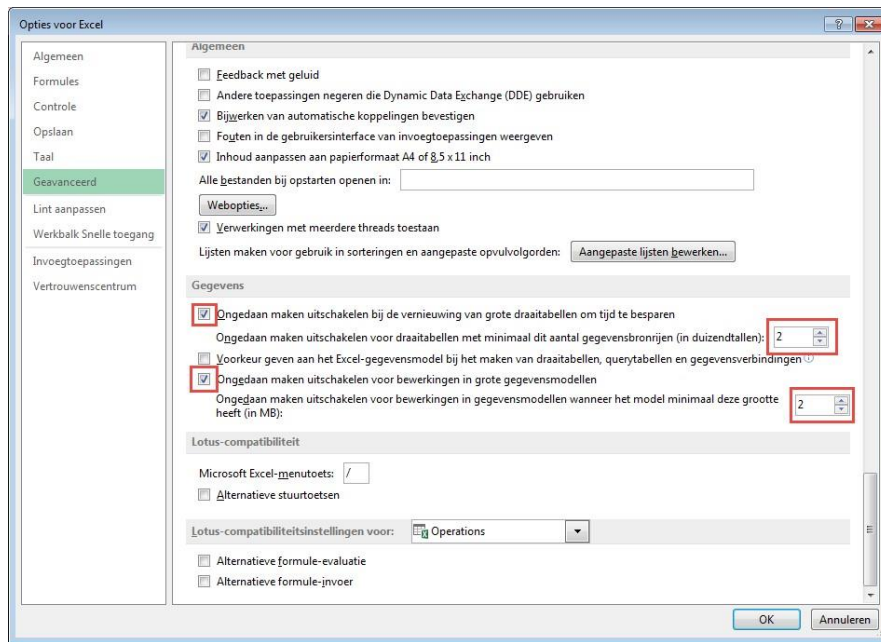 Opties voor Excel
Algemeen
Formules
Controle
Opslaan
Taal
Geavanceerd
Lint aanpassen
Werkbalk Snelle toegang
Invoegtoepassingen
Vertrouwenscentrum
Algemeen
Feedback met geluid
Andere toepassingen negeren die Dynamic Data Exchange (DDE) gebruiken
Bijwerken van automatische koppelingen bevestigen
Fouten in de gebruikersinterface van invoegtoepassingen weergeven
Inhoud aanpassen aan papierformaat A4 of 8,5 x 11 inch
Alle bestanden bij opstarten openen in:
Webopties...
Verwerkingen met meerdere threads toestaan
Lijsten maken voor gebruik in sorteringen en aangepaste opvulvolgorden: Aangepaste lijsten bewerken...
Gegevens
Ongedaan maken uitschakelen bij de vernieuwing van grote draaitabellen om tijd te besparen
Ongedaan maken uitschakelen voor draaitabellen met minimaal dit aantal gegevensbronrijen (in duizendtallen): 2
Voorkeur geven aan het Excel-gegevensmodel bij het maken van draaitabellen, querytabellen en gegevensverbindingen
Ongedaan maken uitschakelen voor bewerkingen in grote gegevensmodellen
Ongedaan maken uitschakelen voor bewerkingen in gegevensmodellen wanneer het model minimaal deze grootte
heeft (in MB): 2
Lotus-compatibiliteit
Microsoft Excel-menutoets: /
Alternatieve stuurtoetsen
Lotus-compatibiliteitsinstellingen voor: Operations
Alternatieve formule-evaluatie
Alternatieve formule-invoer
OK Annuleren